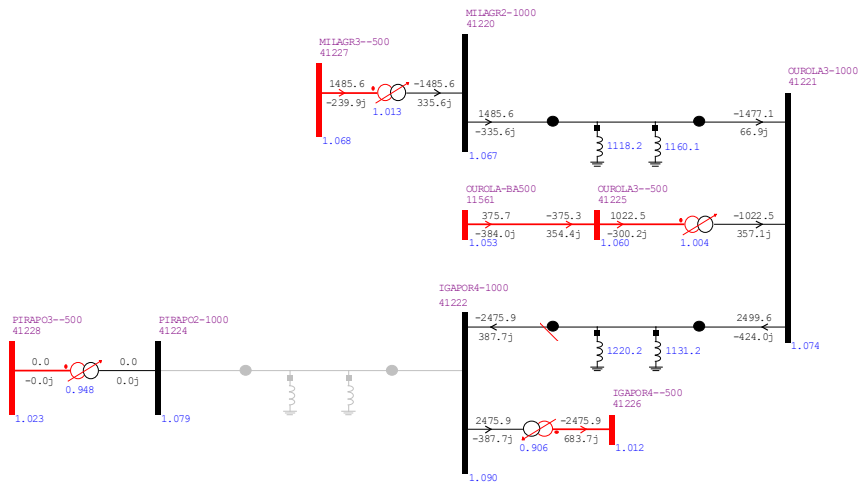 MILAGR2-1000
41220
MILAGR3--500
41227
1485.6
-239.9j
1.013
-1485.6
335.6j
1.068
OUROLA3-1000
41221
1485.6
-335.6j
1118.2
1160.1
-1477.1
66.9j
1.067
OUROLA-BA500
11561
375.7
-384.0j
-375.3
354.4j
1.053
OUROLA3--500
41225
1022.5
-300.2j
1.004
-1022.5
357.1j
1.060
IGAPOR4-1000
41222
-2475.9
387.7j
1220.2
1131.2
2499.6
-424.0j
1.074
PIRAPO3--500
41228
0.0
-0.0j
0.948
0.0
0.0j
1.023
PIRAPO2-1000
41224
1.079
IGAPOR4--500
41226
2475.9
-387.7j
0.906
-2475.9
683.7j
1.012
1.090